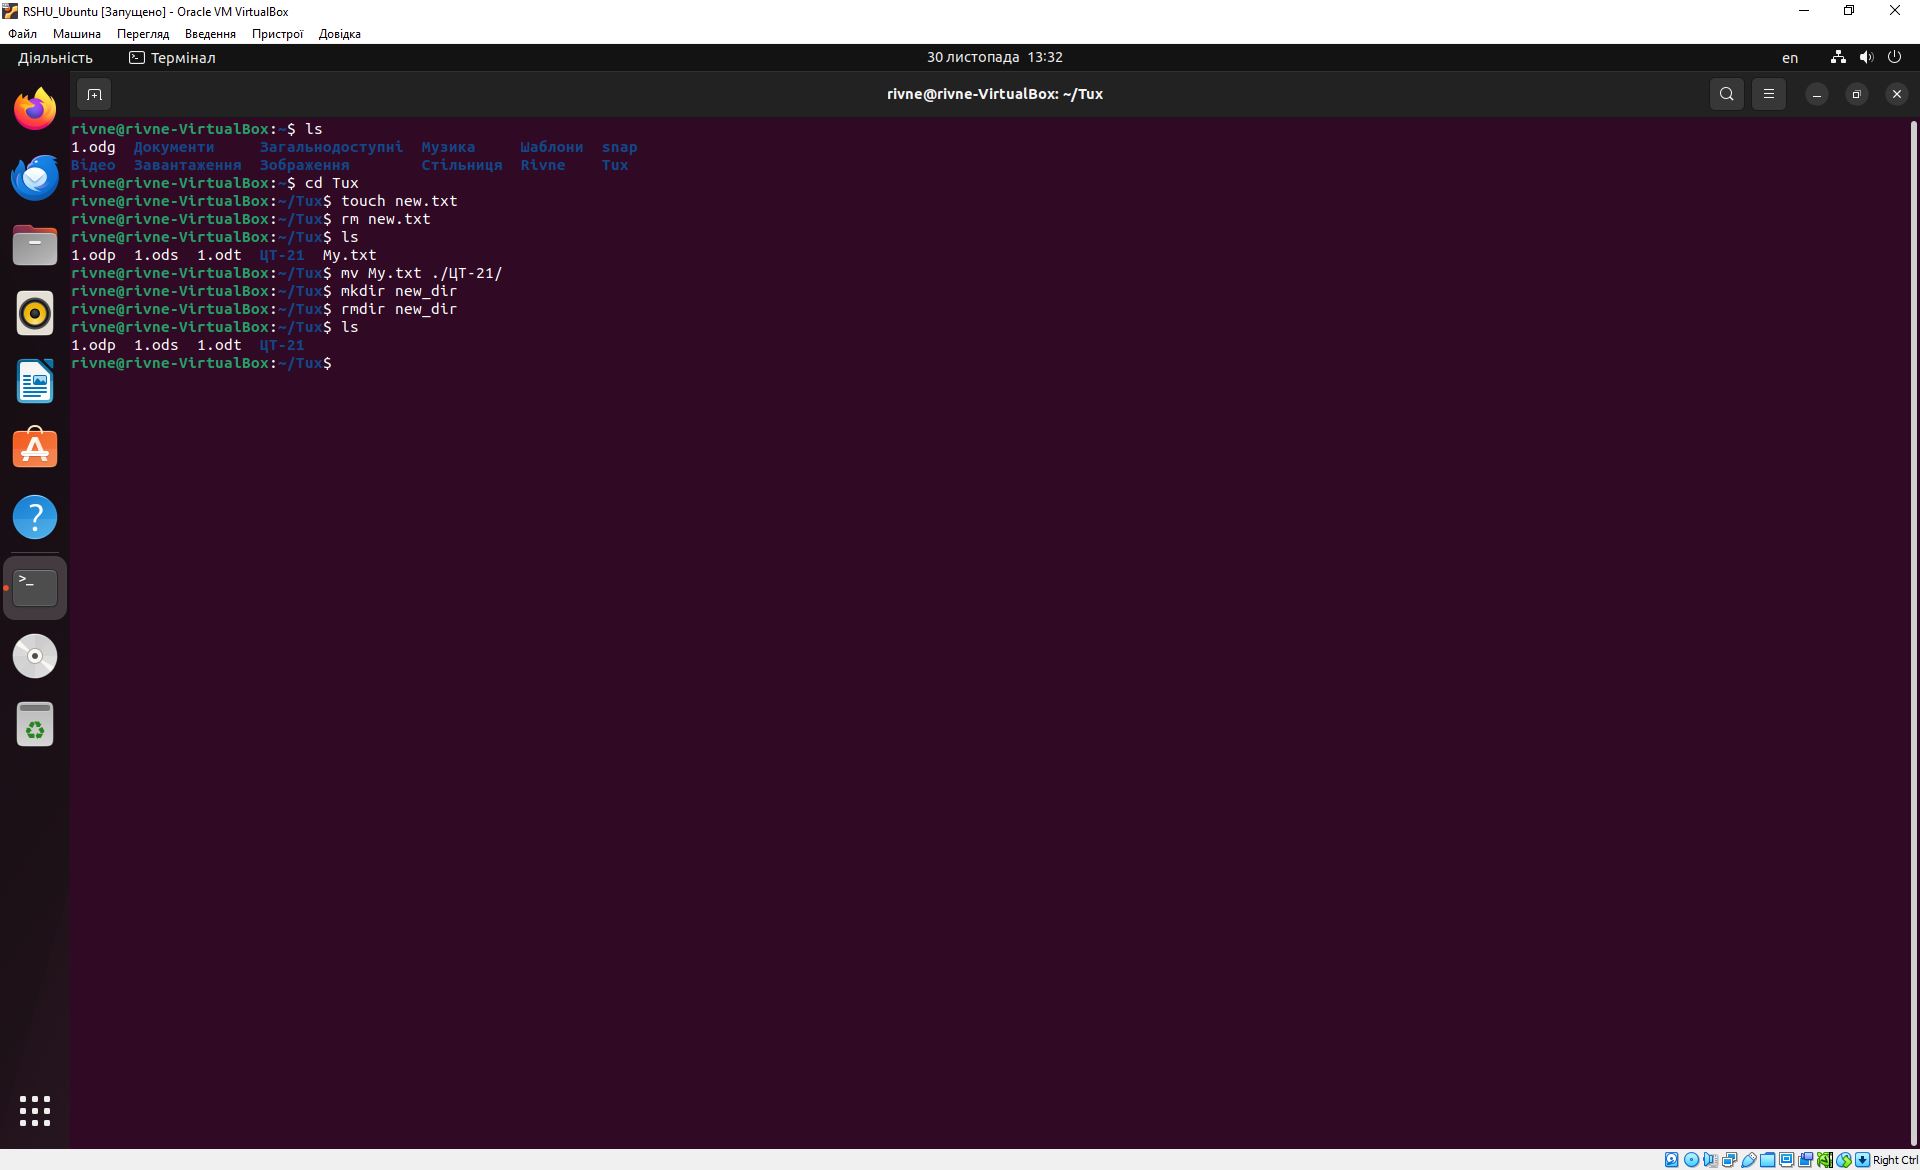 RSHU_Ubuntu [Запущено] - Oracle VM VirtualBox
Файл Машина Перегляд Введення Пристрої Довідка
Діяльність Термінал 30 листопада 13:32 en
rivne@rivne-VirtualBox: ~/Tux
rivne@rivne-VirtualBox:~$ ls
1.odg Документи Загальнодоступні Музика Шаблони snap
Відео Завантаження Зображення Стільниця Rivne Tux
rivne@rivne-VirtualBox:~$ cd Tux
rivne@rivne-VirtualBox:~/Tux$ touch new.txt
rivne@rivne-VirtualBox:~/Tux$ rm new.txt
rivne@rivne-VirtualBox:~/Tux$ ls
1.odp 1.ods 1.odt ЦТ-21 My.txt
rivne@rivne-VirtualBox:~/Tux$ mv My.txt ./ЦТ-21/
rivne@rivne-VirtualBox:~/Tux$ mkdir new_dir
rivne@rivne-VirtualBox:~/Tux$ rmdir new_dir
rivne@rivne-VirtualBox:~/Tux$ ls
1.odp 1.ods 1.odt ЦТ-21
rivne@rivne-VirtualBox:~/Tux$
Right Ctrl